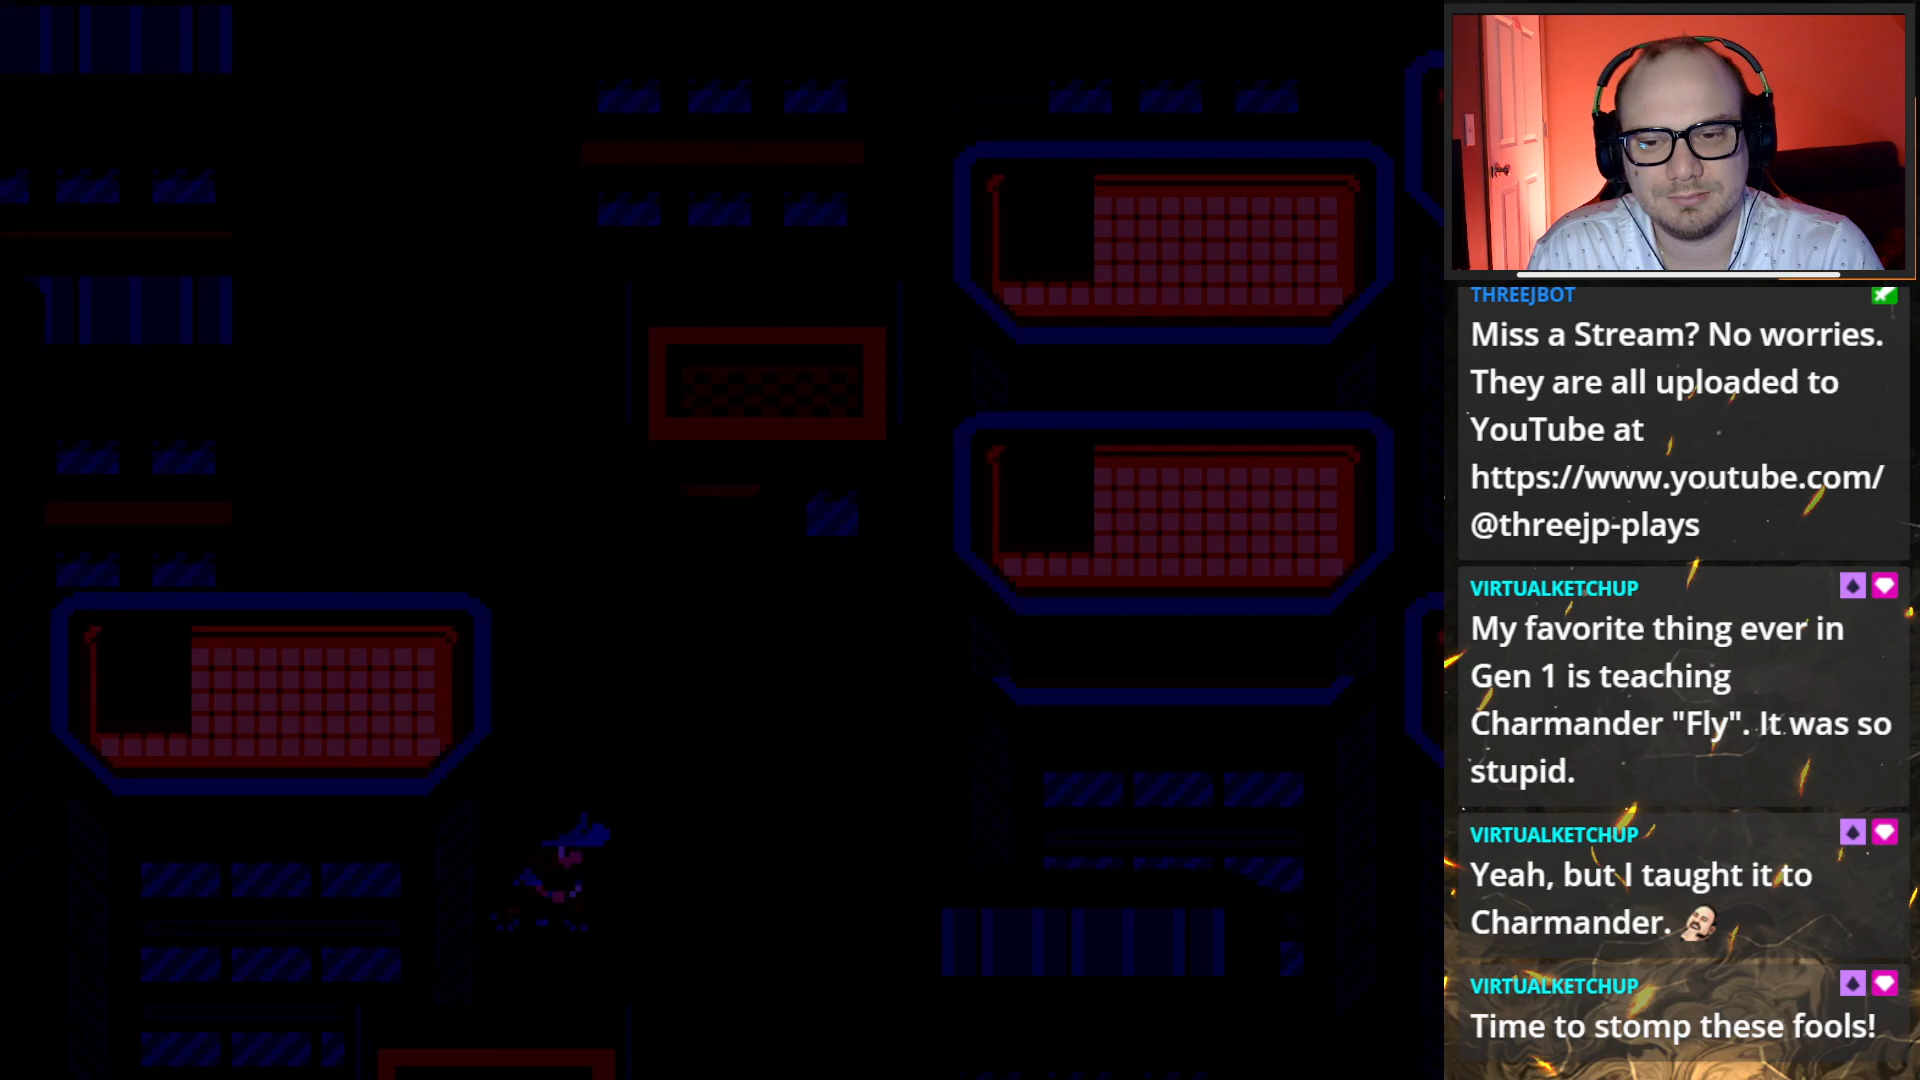 THREEJBOT
Miss a Stream? No worries.
They are all uploaded to
YouTube at
https://www.youtube.com/
@threejp-plays
VIRTUALKETCHUP
My favorite thing ever in
Gen 1 is teaching
Charmander "Fly". It was so
stupid.
VIRTUALKETCHUP
Yeah, but I taught it to
Charmander.
VIRTUALKETCHUP
Time to stomp these fools!